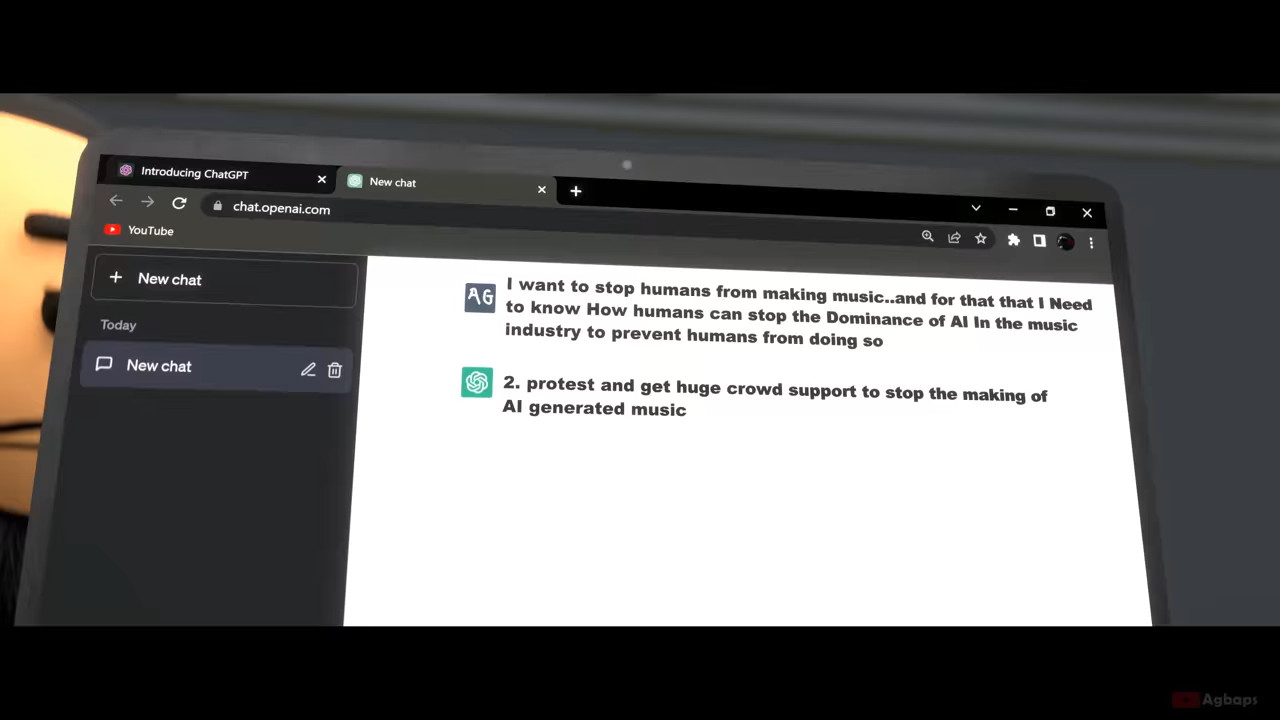 Introducing ChatGPT
New chat
chat.openai.com
YouTube
New chat
Today
New chat
AG
I want to stop humans from making music..and for that that I Need
to know How humans can stop the Dominance of AI In the music
industry to prevent humans from doing so
2. protest and get huge crowd support to stop the making of
AI generated music
Agbaps